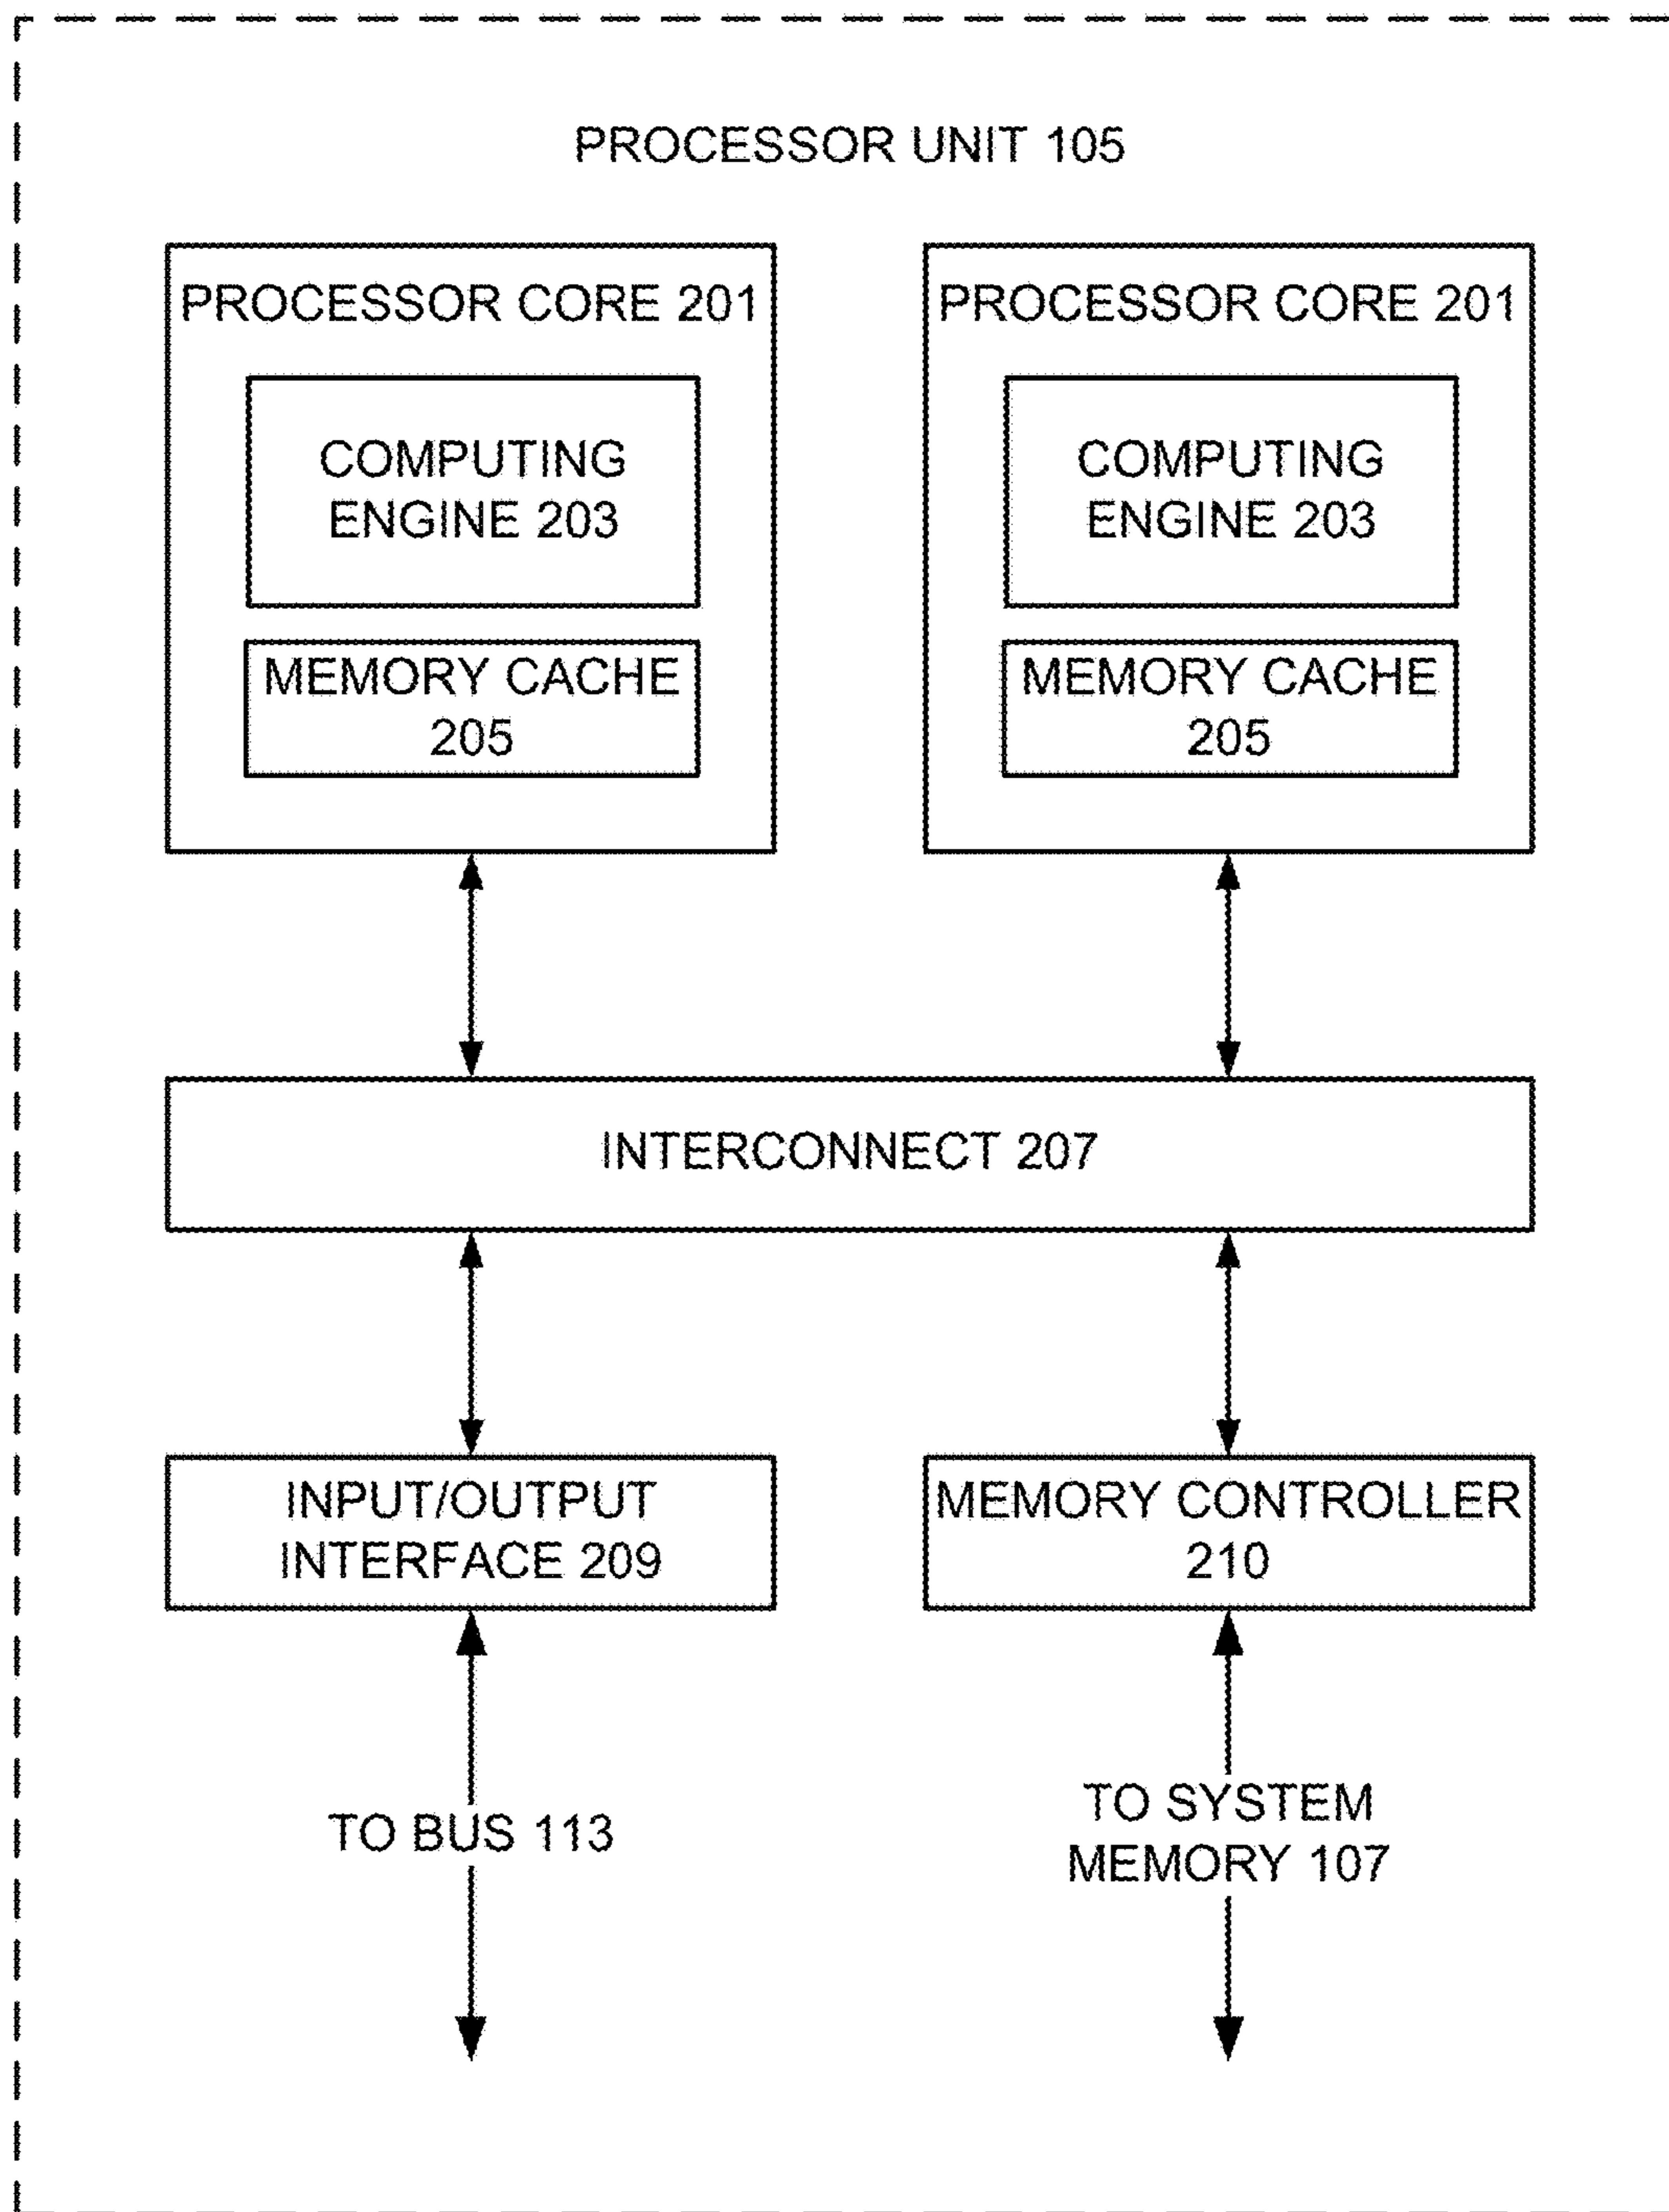 PROCESSOR UNIT 105
PROCESSOR CORE 201
COMPUTING
ENGINE 203
MEMORY CACHE
205
PROCESSOR CORE 201
COMPUTING
ENGINE 203
MEMORY CACHE
205
INTERCONNECT 207
INPUT/OUTPUT
INTERFACE 209
MEMORY CONTROLLER
210
TO BUS 113
TO SYSTEM
MEMORY 107